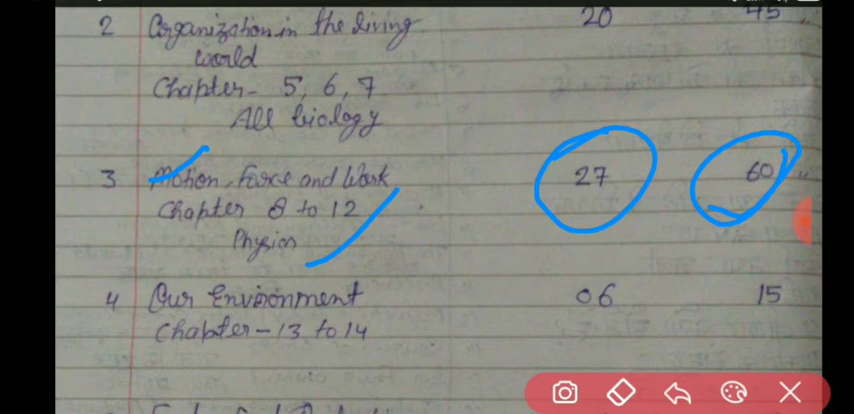 2 Organization in the living 20 45 "
world
Chapter- 5, 6, 7
All biology
3 Motion, Force and Work 27 60 "
Chapter 8 to 12
Physics
4 Our Environment 06 15
Chapter - 13 to 14